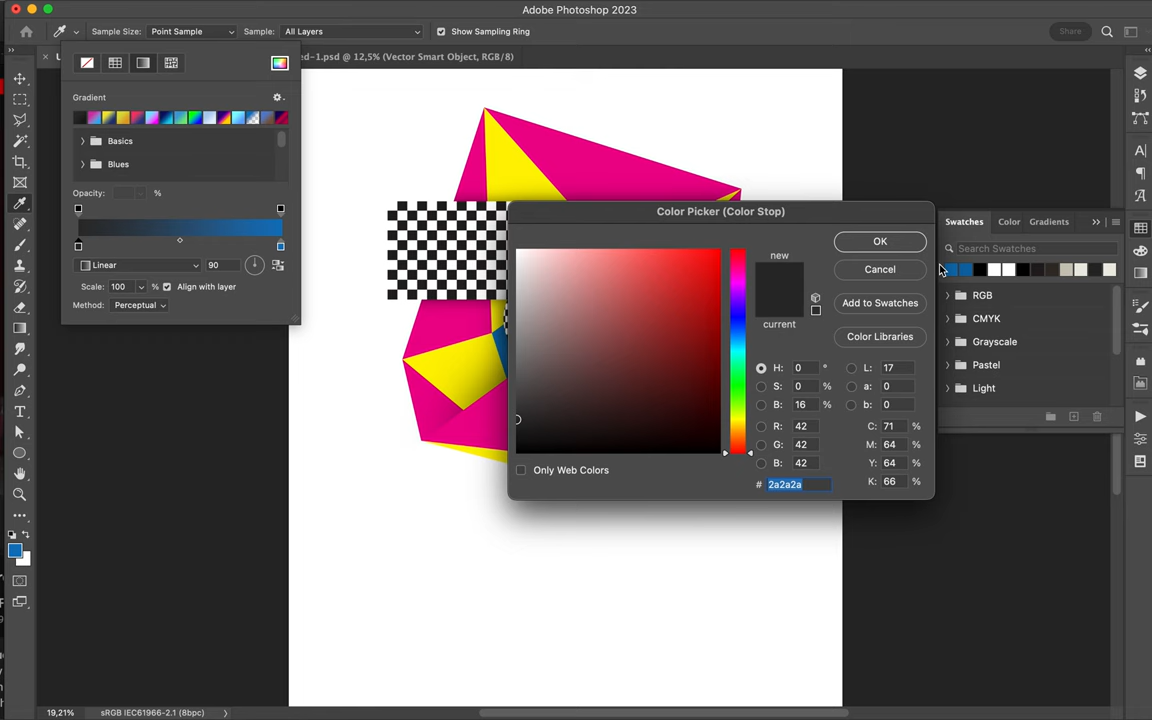 Adobe Photoshop 2023
Sample Size: Point Sample Sample: All Layers Show Sampling Ring Share
ed-1.psd @ 12,5% (Vector Smart Object, RGB/8)
Gradient
Basics
Blues
Opacity: %
Linear 90
Scale: 100 % Align with layer
Method: Perceptual
Color Picker (Color Stop)
new
current
OK
Cancel
Add to Swatches
Color Libraries
H: 0 ° L: 17
S: 0 % a: 0
B: 16 % b: 0
R: 42 C: 71 %
G: 42 M: 64 %
B: 42 Y: 64 %
# 2a2a2a K: 66 %
Only Web Colors
Swatches Color Gradients
Search Swatches
RGB
CMYK
Grayscale
Pastel
Light
19,21% sRGB IEC61966-2.1 (8bpc)